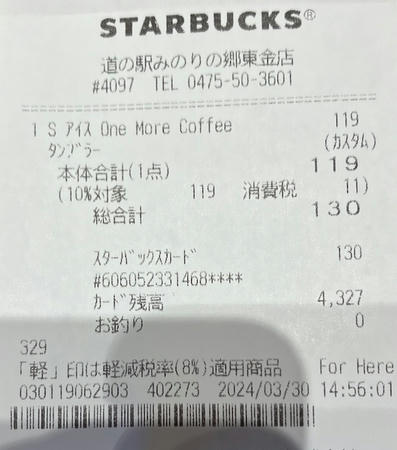 STARBUCKS®
道の駅みのりの郷東金店
#4097 TEL 0475-50-3601
1 S アイス One More Coffee 119
タンブラー (カスタム)
本体合計(1点) 119
(10%対象 119 消費税 11)
総合計 130
スターバックスカード 130
#606052331468****
カード残高 4,327
お釣り 0
329
「軽」印は軽減税率(8%)適用商品 For Here
030119062903 402273 2024/03/30 14:56:01